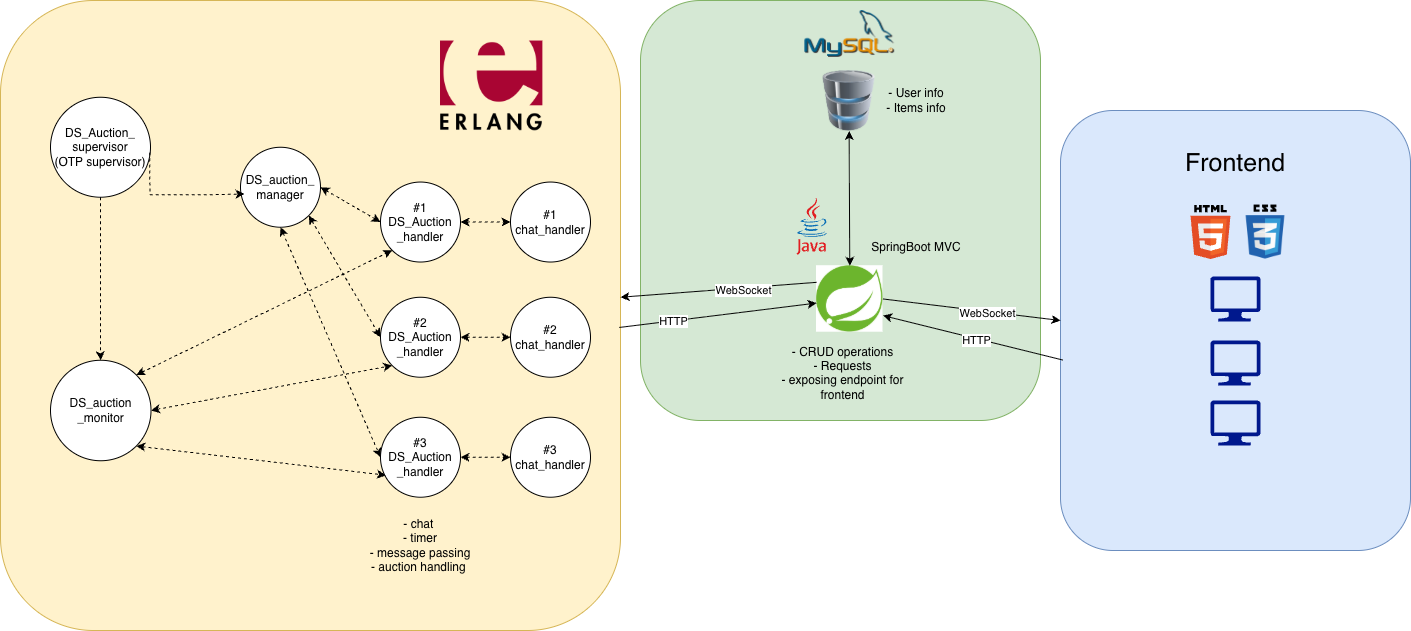 ERLANG
DS_Auction_
supervisor
(OTP supervisor)
DS_auction_
manager
#1
DS_Auction
_handler
#1
chat_handler
#2
DS_Auction
_handler
#2
chat_handler
DS_auction
_monitor
#3
DS_Auction
_handler
#3
chat_handler
- chat
- timer
- message passing
- auction handling
MySQL
- User info
- Items info
Java
SpringBoot MVC
WebSocket
HTTP
- CRUD operations
- Requests
- exposing endpoint for
frontend
WebSocket
HTTP
Frontend
HTML
5
CSS
3